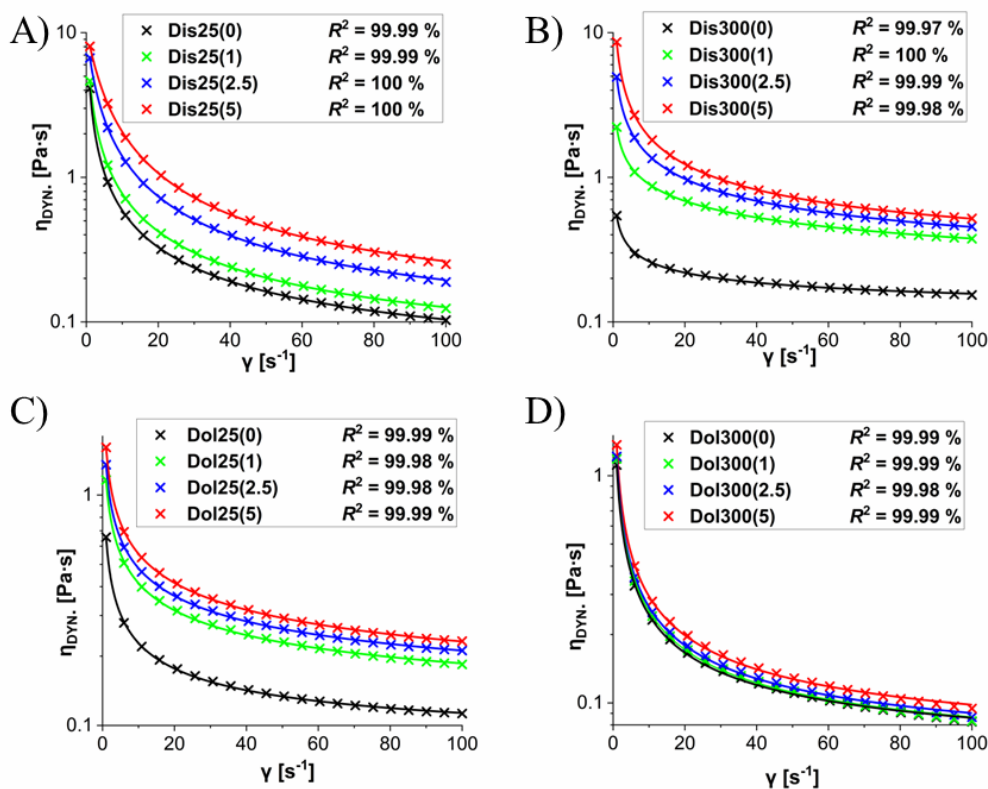 A)
Dis25(0) R² = 99.99 %
Dis25(1) R² = 99.99 %
Dis25(2.5) R² = 100 %
Dis25(5) R² = 100 %
10
1
0.1
ηDYN. [Pa·s]
0 20 40 60 80 100
γ [s⁻¹]
B)
Dis300(0) R² = 99.97 %
Dis300(1) R² = 100 %
Dis300(2.5) R² = 99.99 %
Dis300(5) R² = 99.98 %
10
1
0.1
ηDYN. [Pa·s]
0 20 40 60 80 100
γ [s⁻¹]
C)
Dol25(0) R² = 99.99 %
Dol25(1) R² = 99.98 %
Dol25(2.5) R² = 99.98 %
Dol25(5) R² = 99.99 %
1
0.1
ηDYN. [Pa·s]
0 20 40 60 80 100
γ [s⁻¹]
D)
Dol300(0) R² = 99.99 %
Dol300(1) R² = 99.99 %
Dol300(2.5) R² = 99.98 %
Dol300(5) R² = 99.99 %
1
0.1
ηDYN. [Pa·s]
0 20 40 60 80 100
γ [s⁻¹]